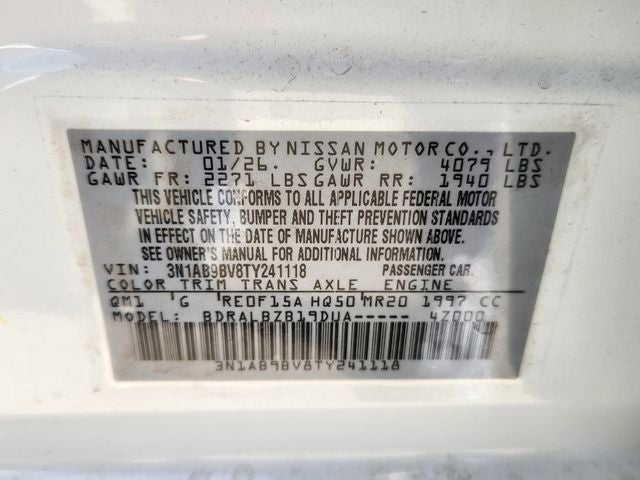 MANUFACTURED BY NISSAN MOTOR CO., LTD.
DATE: 01/26. GVWR: 4079 LBS
GAWR FR: 2271 LBS GAWR RR: 1940 LBS
THIS VEHICLE CONFORMS TO ALL APPLICABLE FEDERAL MOTOR
VEHICLE SAFETY, BUMPER AND THEFT PREVENTION STANDARDS
IN EFFECT ON THE DATE OF MANUFACTURE SHOWN ABOVE.
SEE OWNER'S MANUAL FOR ADDITIONAL INFORMATION.
VIN: 3N1AB9BV8TY241118 PASSENGER CAR.
COLOR TRIM TRANS AXLE ENGINE
QM1 G RE0F15A HQ50 MR20 1997 CC
MODEL: BDRALBZB19DUA----- 4Z000
3N1AB9BV8TY241118